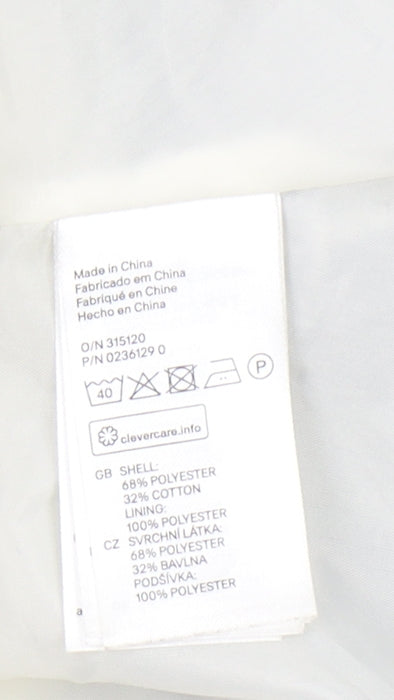 Made in China
Fabricado em China
Fabriqué en Chine
Hecho en China
O/N 315120
P/N 0236129 0
40 P
clevercare.info
GB SHELL:
68% POLYESTER
32% COTTON
LINING:
100% POLYESTER
CZ SVRCHNÍ LÁTKA:
68% POLYESTER
32% BAVLNA
PODŠÍVKA:
100% POLYESTER
a